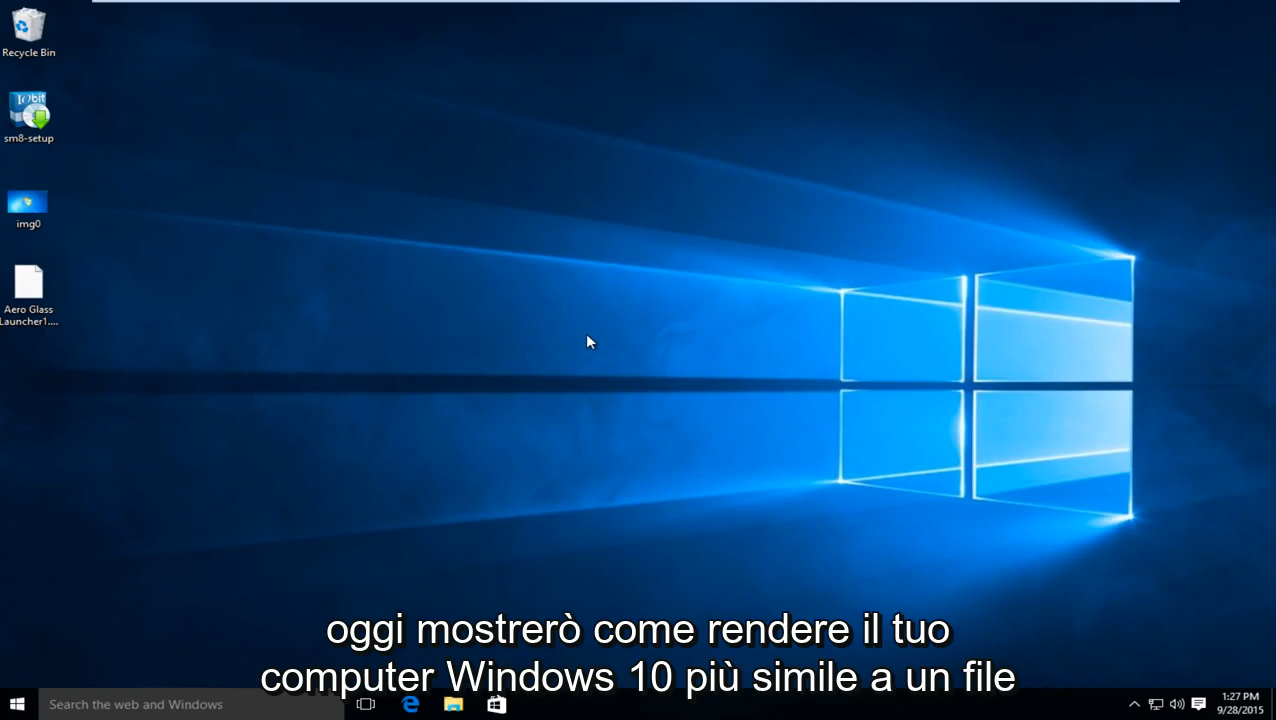 Recycle Bin
IObit
sm8-setup
img0
Aero Glass
Launcher1....
oggi mostrerò come rendere il tuo
computer Windows 10 più simile a un file
Search the web and Windows
1:27 PM
9/28/2015